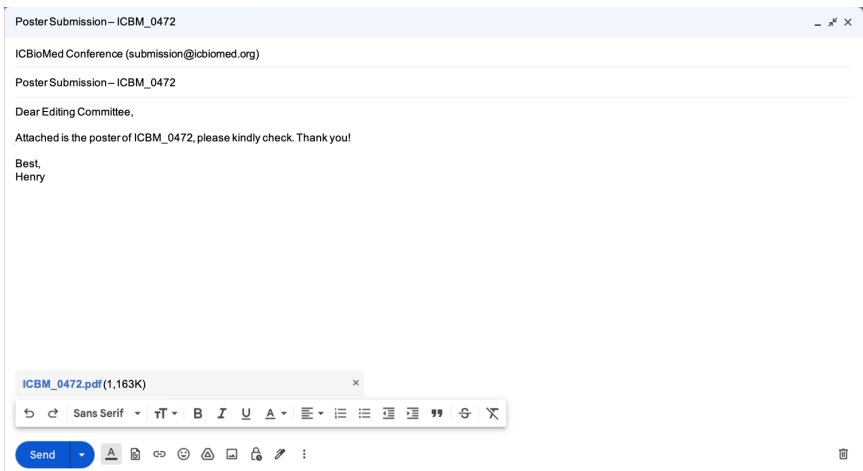 Poster Submission – ICBM_0472
ICBioMed Conference (submission@icbiomed.org)
Poster Submission – ICBM_0472
Dear Editing Committee,
Attached is the poster of ICBM_0472, please kindly check. Thank you!
Best,
Henry
ICBM_0472.pdf (1,163K)
Sans Serif
Send